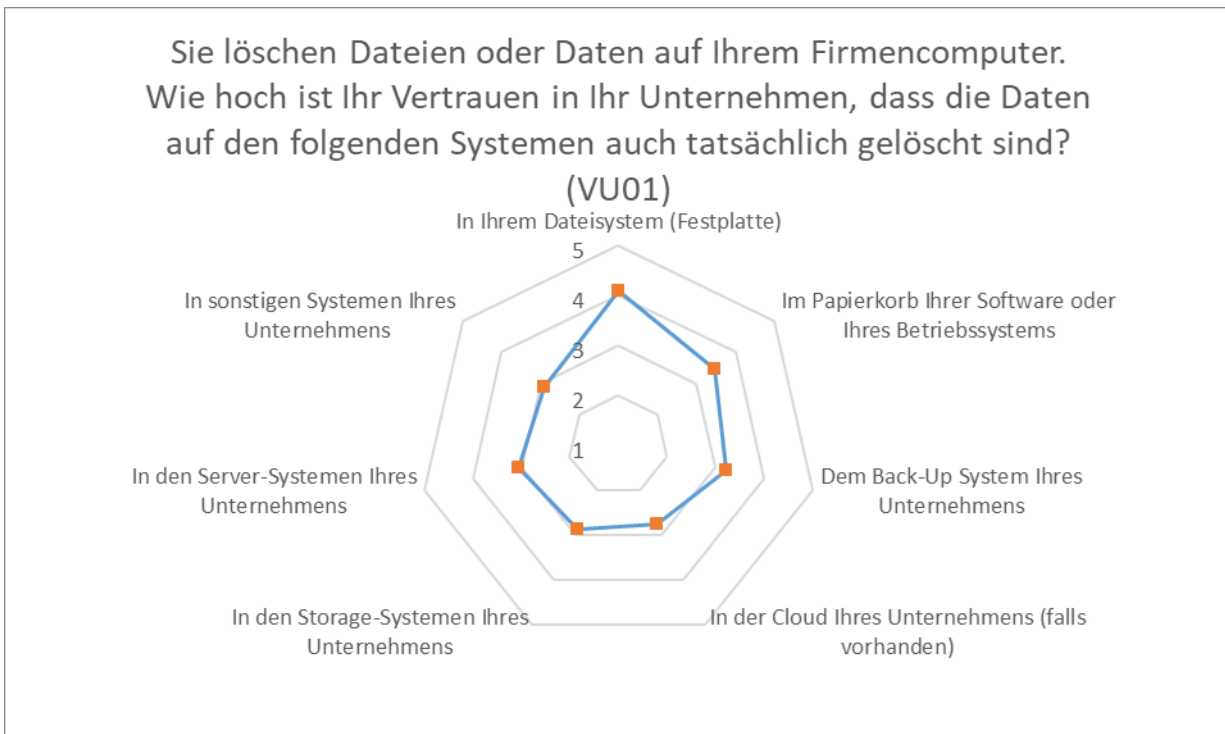 Sie löschen Dateien oder Daten auf Ihrem Firmencomputer.
Wie hoch ist Ihr Vertrauen in Ihr Unternehmen, dass die Daten
auf den folgenden Systemen auch tatsächlich gelöscht sind?
(VU01)
In Ihrem Dateisystem (Festplatte)
5
4
3
2
1
Im Papierkorb Ihrer Software oder
Ihres Betriebssystems
Dem Back-Up System Ihres
Unternehmens
In der Cloud Ihres Unternehmens (falls
vorhanden)
In den Storage-Systemen Ihres
Unternehmens
In den Server-Systemen Ihres
Unternehmens
In sonstigen Systemen Ihres
Unternehmens